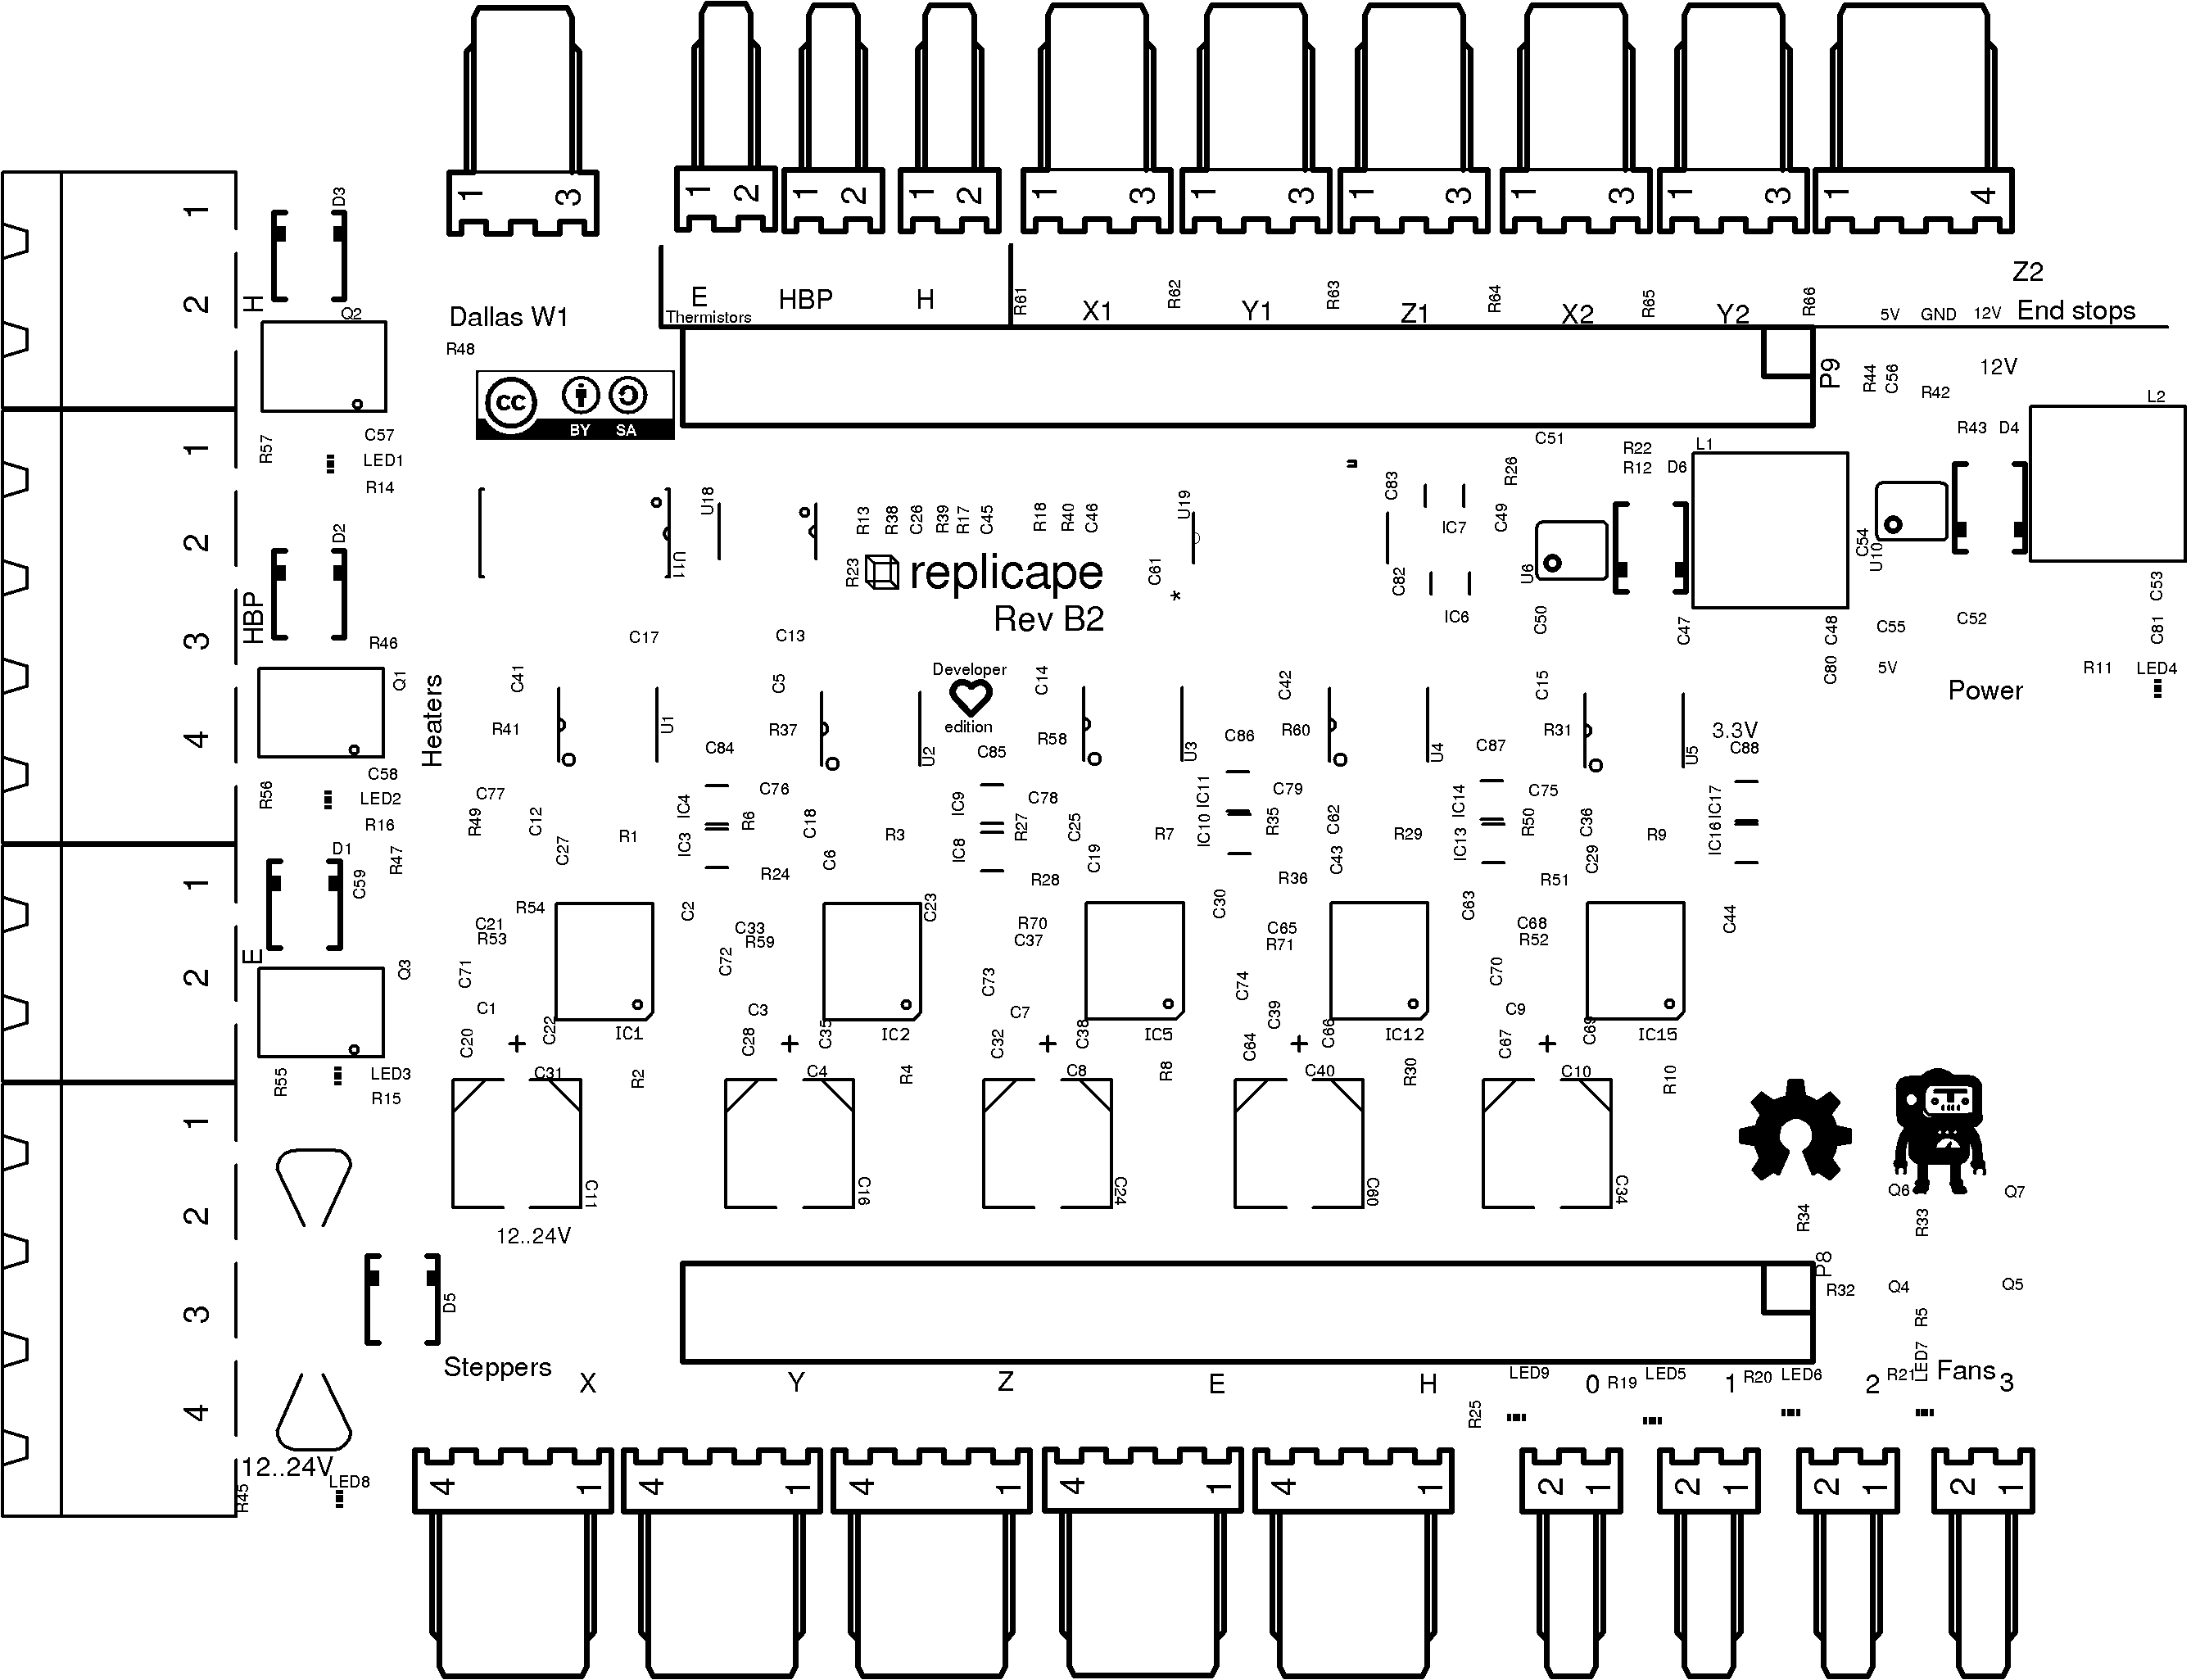 1 3
1 2
1 2
1 2
1 3
1 3
1 3
1 3
1 3
1 4
Z2
E HBP H R61 X1 R62 Y1 R63 Z1 R64 X2 R65 Y2 R66
Thermistors
Dallas W1
5V GND 12V End stops
R48
cc
BY SA
P9
R44 C56 R42 12V
L2
R43 D4
1
2
H
D3
Q2
R57
C57
LED1
R14
1
2
3
4
HBP
D2
R46
Q1
Heaters
R56
C58
LED2
R16
D1
R47
C59
1
2
E
Q3
R55
LED3
R15
1
2
3
4
12..24V
R45
LED8
D5
U11
U18
R13 R38 C26 R39 R17 C45 R18 R40 C46
U19
R23
replicape
Rev B2
C61
*
C83
IC7
C82
IC6
C49
R26
C51
R22
R12
D6
L1
U6
C50
C47
C48
C80
C54
U10
C55
C52
C53
C81
5V
R11
LED4
Power
C17
C13
Developer
edition
C41
R41
U1
C5
R37
U2
C14
R58
U3
C42
R60
U4
C15
R31
U5
3.3V
C84
C85
C86
C87
C88
C77
R49
C12
C27
R1
IC4
IC3
R6
C76
C18
C6
R24
R3
IC9
IC8
R27
C78
C25
C19
R28
R7
IC11
IC10
R35
C79
C62
C43
R36
R29
IC14
IC13
R50
C75
C36
C29
R51
R9
IC17
IC16
R54
C21
R53
C71
C1
C20
C22
IC1
C2
C33
R59
C72
C3
C28
C35
IC2
C23
R70
C37
C73
C7
C32
C38
IC5
C30
C65
R71
C74
C39
C64
C66
IC12
C63
C68
R52
C70
C9
C67
C69
IC15
C44
+ + + + +
C31 R2
C4 R4
C8 R8
C40 R30
C10 R10
C11
C16
C24
C60
C34
12..24V
Q6
Q7
R34
R33
P8
R32
Q4
Q5
R5
LED7
Steppers X Y Z E H
LED9
0 R19 LED5
1 R20 LED6
2 R21
Fans 3
R25
4 1
4 1
4 1
4 1
4 1
2 1
2 1
2 1
2 1